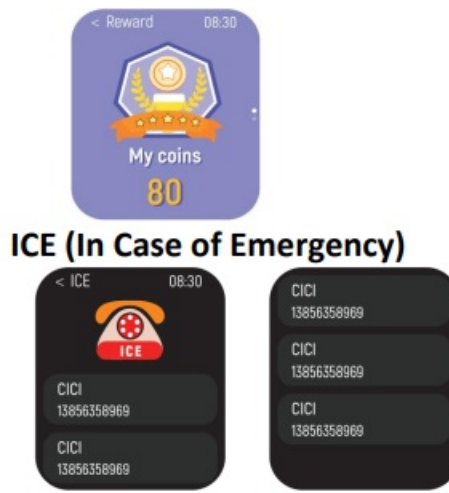 < Reward 08:30
My coins
80
ICE (In Case of Emergency)
< ICE 08:30
ICE
CICI
13856358969
CICI
13856358969
CICI
13856358969
CICI
13856358969
CICI
13856358969